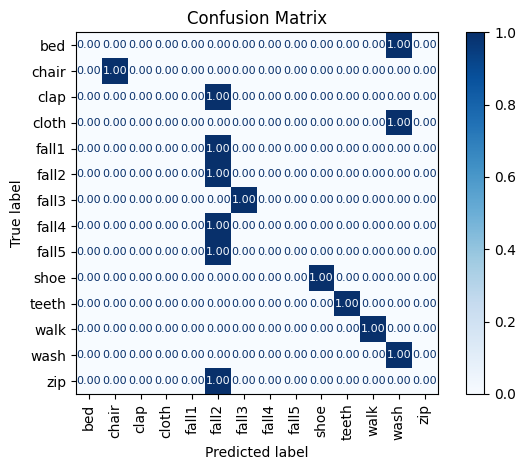 Confusion Matrix
bed 0.00 0.00 0.00 0.00 0.00 0.00 0.00 0.00 0.00 0.00 0.00 0.00 1.00 0.00
chair 0.00 1.00 0.00 0.00 0.00 0.00 0.00 0.00 0.00 0.00 0.00 0.00 0.00 0.00
clap 0.00 0.00 0.00 0.00 0.00 1.00 0.00 0.00 0.00 0.00 0.00 0.00 0.00 0.00
cloth 0.00 0.00 0.00 0.00 0.00 0.00 0.00 0.00 0.00 0.00 0.00 0.00 1.00 0.00
fall1 0.00 0.00 0.00 0.00 0.00 1.00 0.00 0.00 0.00 0.00 0.00 0.00 0.00 0.00
fall2 0.00 0.00 0.00 0.00 0.00 1.00 0.00 0.00 0.00 0.00 0.00 0.00 0.00 0.00
fall3 0.00 0.00 0.00 0.00 0.00 0.00 1.00 0.00 0.00 0.00 0.00 0.00 0.00 0.00
fall4 0.00 0.00 0.00 0.00 0.00 1.00 0.00 0.00 0.00 0.00 0.00 0.00 0.00 0.00
fall5 0.00 0.00 0.00 0.00 0.00 1.00 0.00 0.00 0.00 0.00 0.00 0.00 0.00 0.00
shoe 0.00 0.00 0.00 0.00 0.00 0.00 0.00 0.00 0.00 1.00 0.00 0.00 0.00 0.00
teeth 0.00 0.00 0.00 0.00 0.00 0.00 0.00 0.00 0.00 0.00 1.00 0.00 0.00 0.00
walk 0.00 0.00 0.00 0.00 0.00 0.00 0.00 0.00 0.00 0.00 0.00 1.00 0.00 0.00
wash 0.00 0.00 0.00 0.00 0.00 0.00 0.00 0.00 0.00 0.00 0.00 0.00 1.00 0.00
zip 0.00 0.00 0.00 0.00 0.00 1.00 0.00 0.00 0.00 0.00 0.00 0.00 0.00 0.00
bed chair clap cloth fall1 fall2 fall3 fall4 fall5 shoe teeth walk wash zip
Predicted label
True label
1.0
0.8
0.6
0.4
0.2
0.0